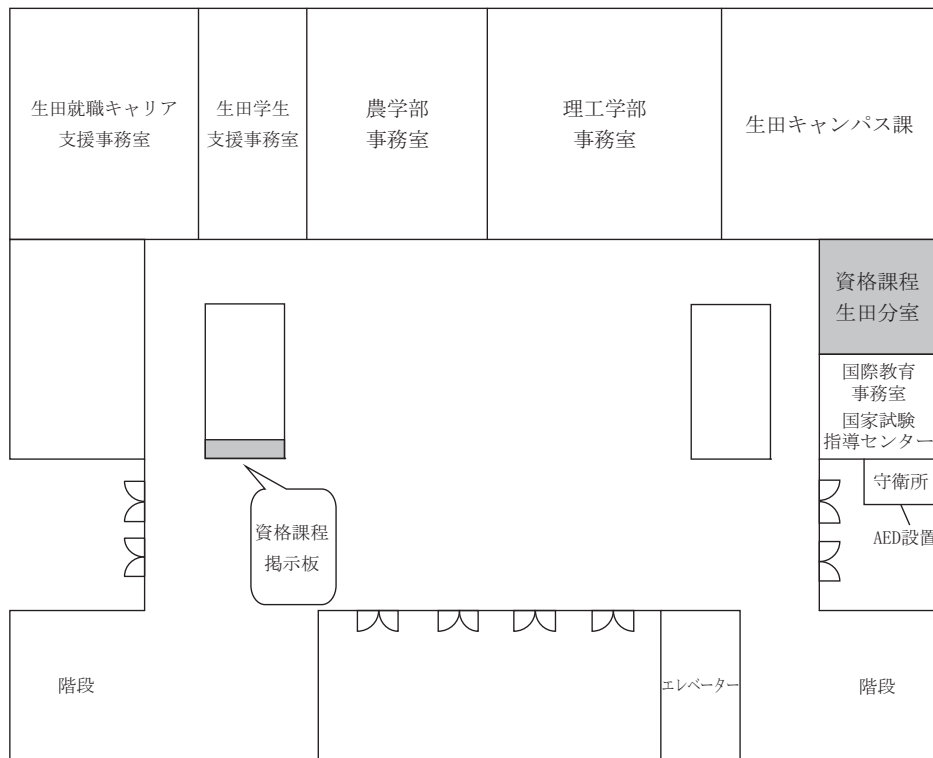 生田就職キャリア
支援事務室
生田学生
支援事務室
農学部
事務室
理工学部
事務室
生田キャンパス課
資格課程
生田分室
国際教育
事務室
国家試験
指導センター
守衛所
AED設置
資格課程
掲示板
階段
エレベーター
階段